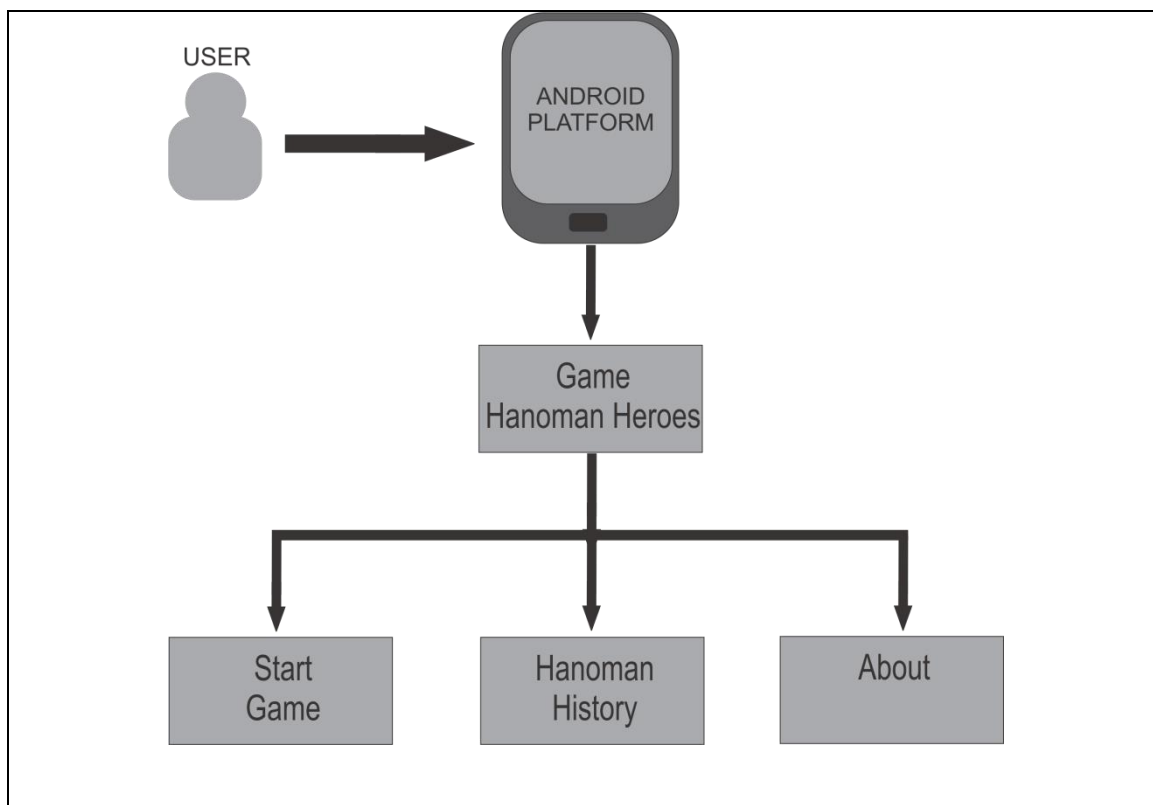 USER
ANDROID
PLATFORM
Game
Hanoman Heroes
Start
Game
Hanoman
History
About